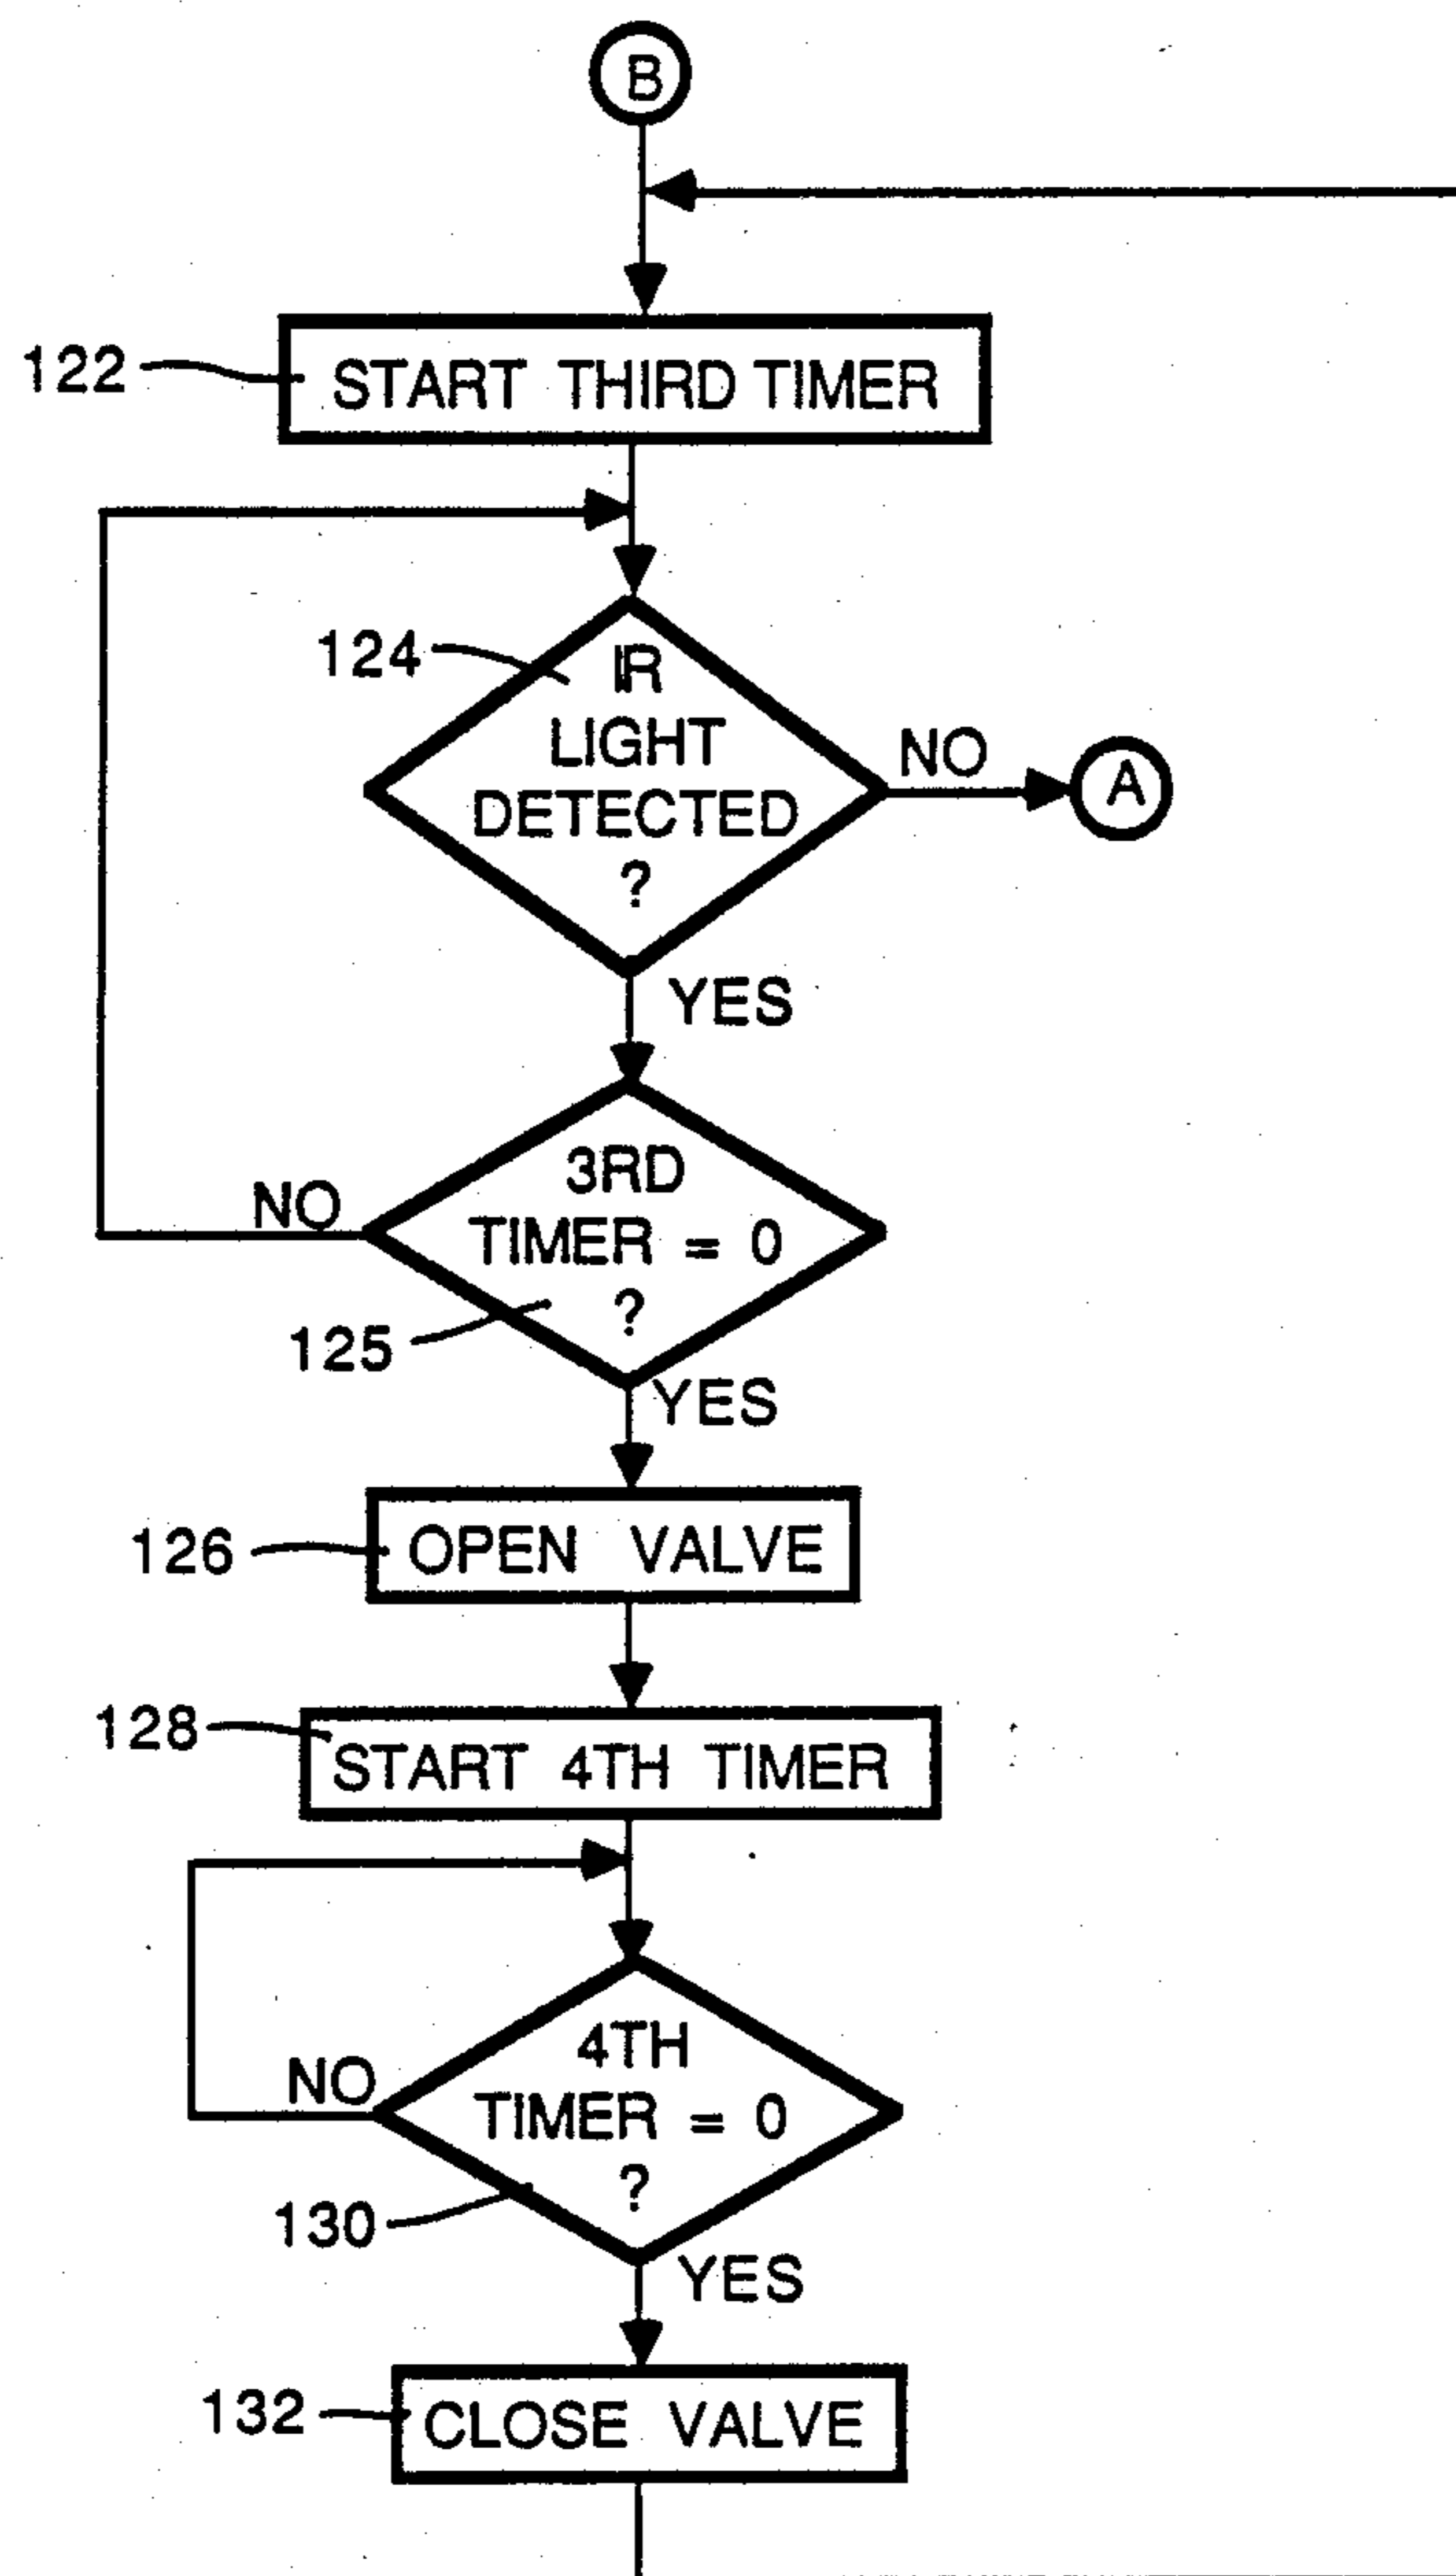 B
122
START THIRD TIMER
124
IR
LIGHT
DETECTED
?
NO
A
YES
3RD
TIMER = 0
?
NO
125
YES
126
OPEN VALVE
128
START 4TH TIMER
4TH
TIMER = 0
?
NO
130
YES
132
CLOSE VALVE